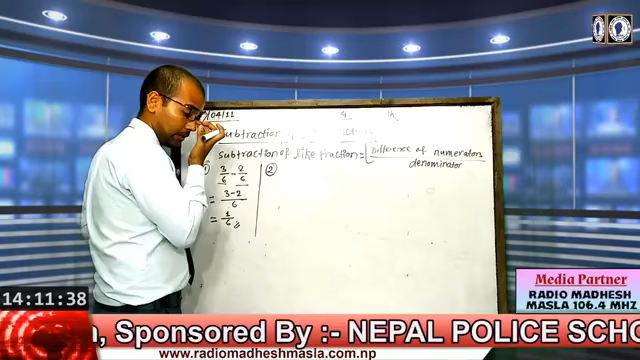 /04/11
Subtraction
Subtraction of like fraction = Difference of numerators
denominator
3/6 - 2/6
②
= 3-2/6
= 1/6
Media Partner
RADIO MADHESH
MASLA 106.4 MHZ
14:11:38
, Sponsored By :- NEPAL POLICE SCHO
www.radiomadheshmasla.com.np